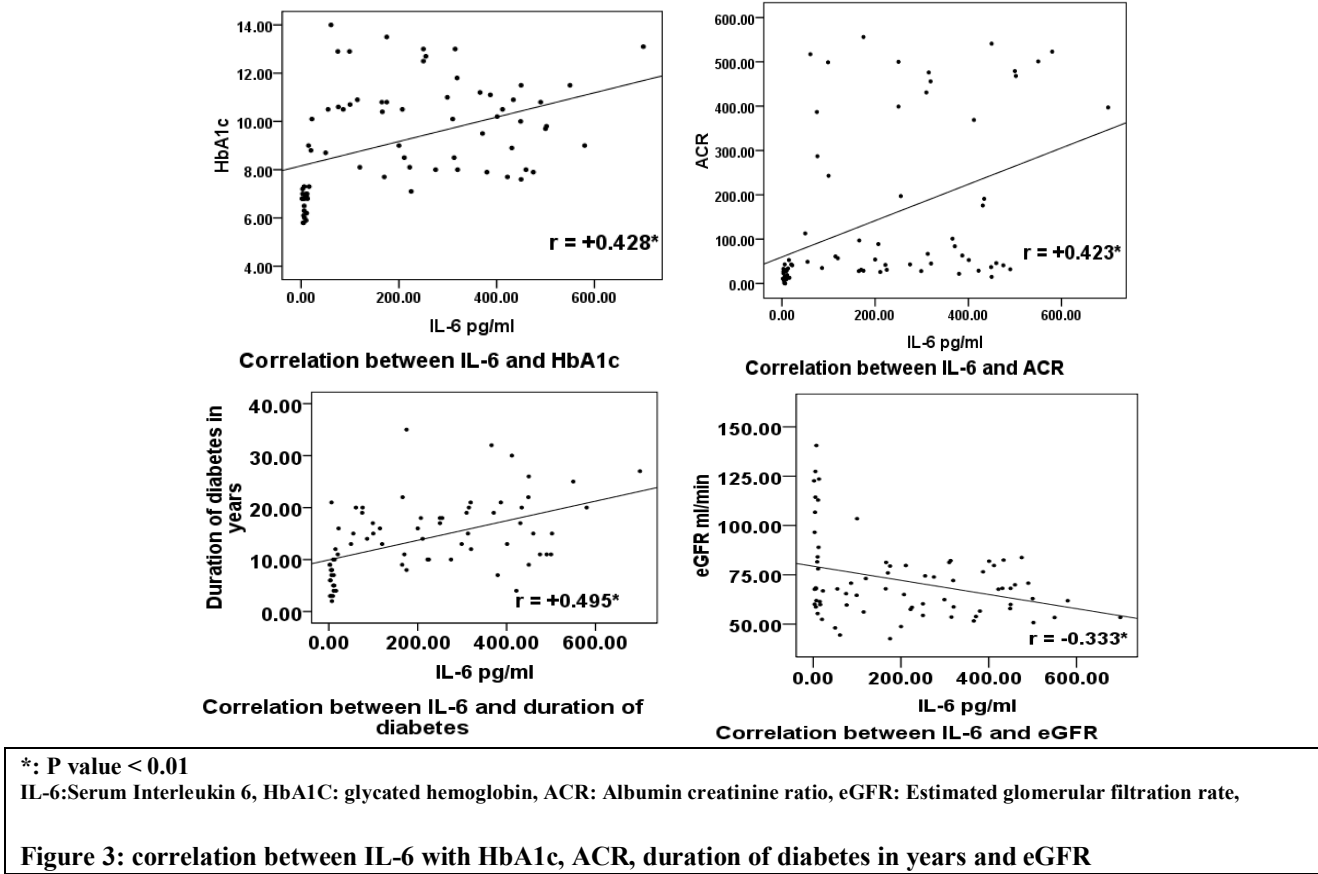 14.00
12.00
10.00
8.00
6.00
4.00
HbA1c
r = +0.428*
0.00 200.00 400.00 600.00
IL-6 pg/ml
Correlation between IL-6 and HbA1c
600.00
500.00
400.00
300.00
200.00
100.00
0.00
ACR
r = +0.423*
0.00 200.00 400.00 600.00
IL-6 pg/ml
Correlation between IL-6 and ACR
40.00
30.00
20.00
10.00
0.00
Duration of diabetes in
years
r = +0.495*
0.00 200.00 400.00 600.00
IL-6 pg/ml
Correlation between IL-6 and duration of
diabetes
150.00
125.00
100.00
75.00
50.00
eGFR ml/min
r = -0.333*
0.00 200.00 400.00 600.00
IL-6 pg/ml
Correlation between IL-6 and eGFR
*: P value < 0.01
IL-6:Serum Interleukin 6, HbA1C: glycated hemoglobin, ACR: Albumin creatinine ratio, eGFR: Estimated glomerular filtration rate,
Figure 3: correlation between IL-6 with HbA1c, ACR, duration of diabetes in years and eGFR